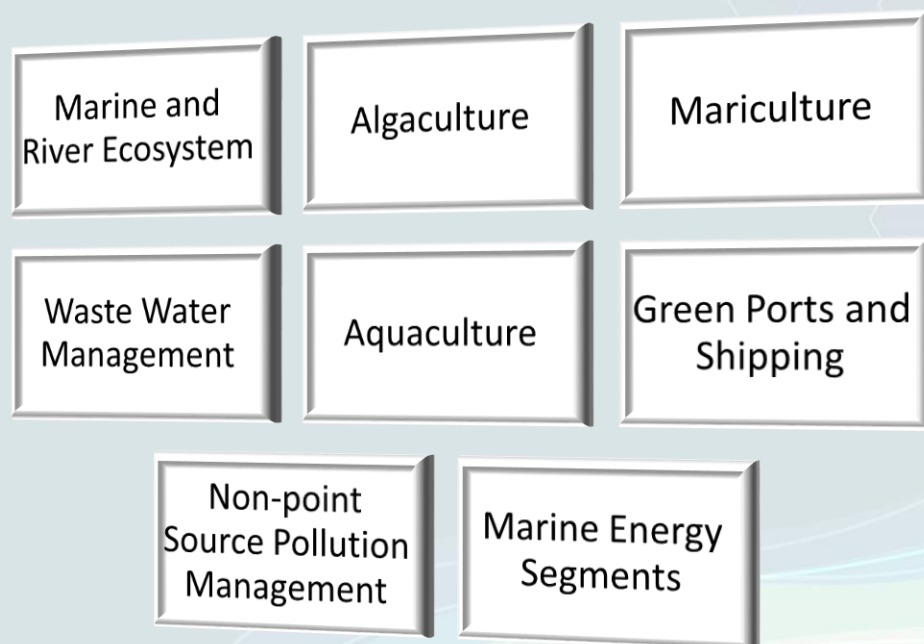 Marine and
River Ecosystem
Algaculture
Mariculture
Waste Water
Management
Aquaculture
Green Ports and
Shipping
Non-point
Source Pollution
Management
Marine Energy
Segments